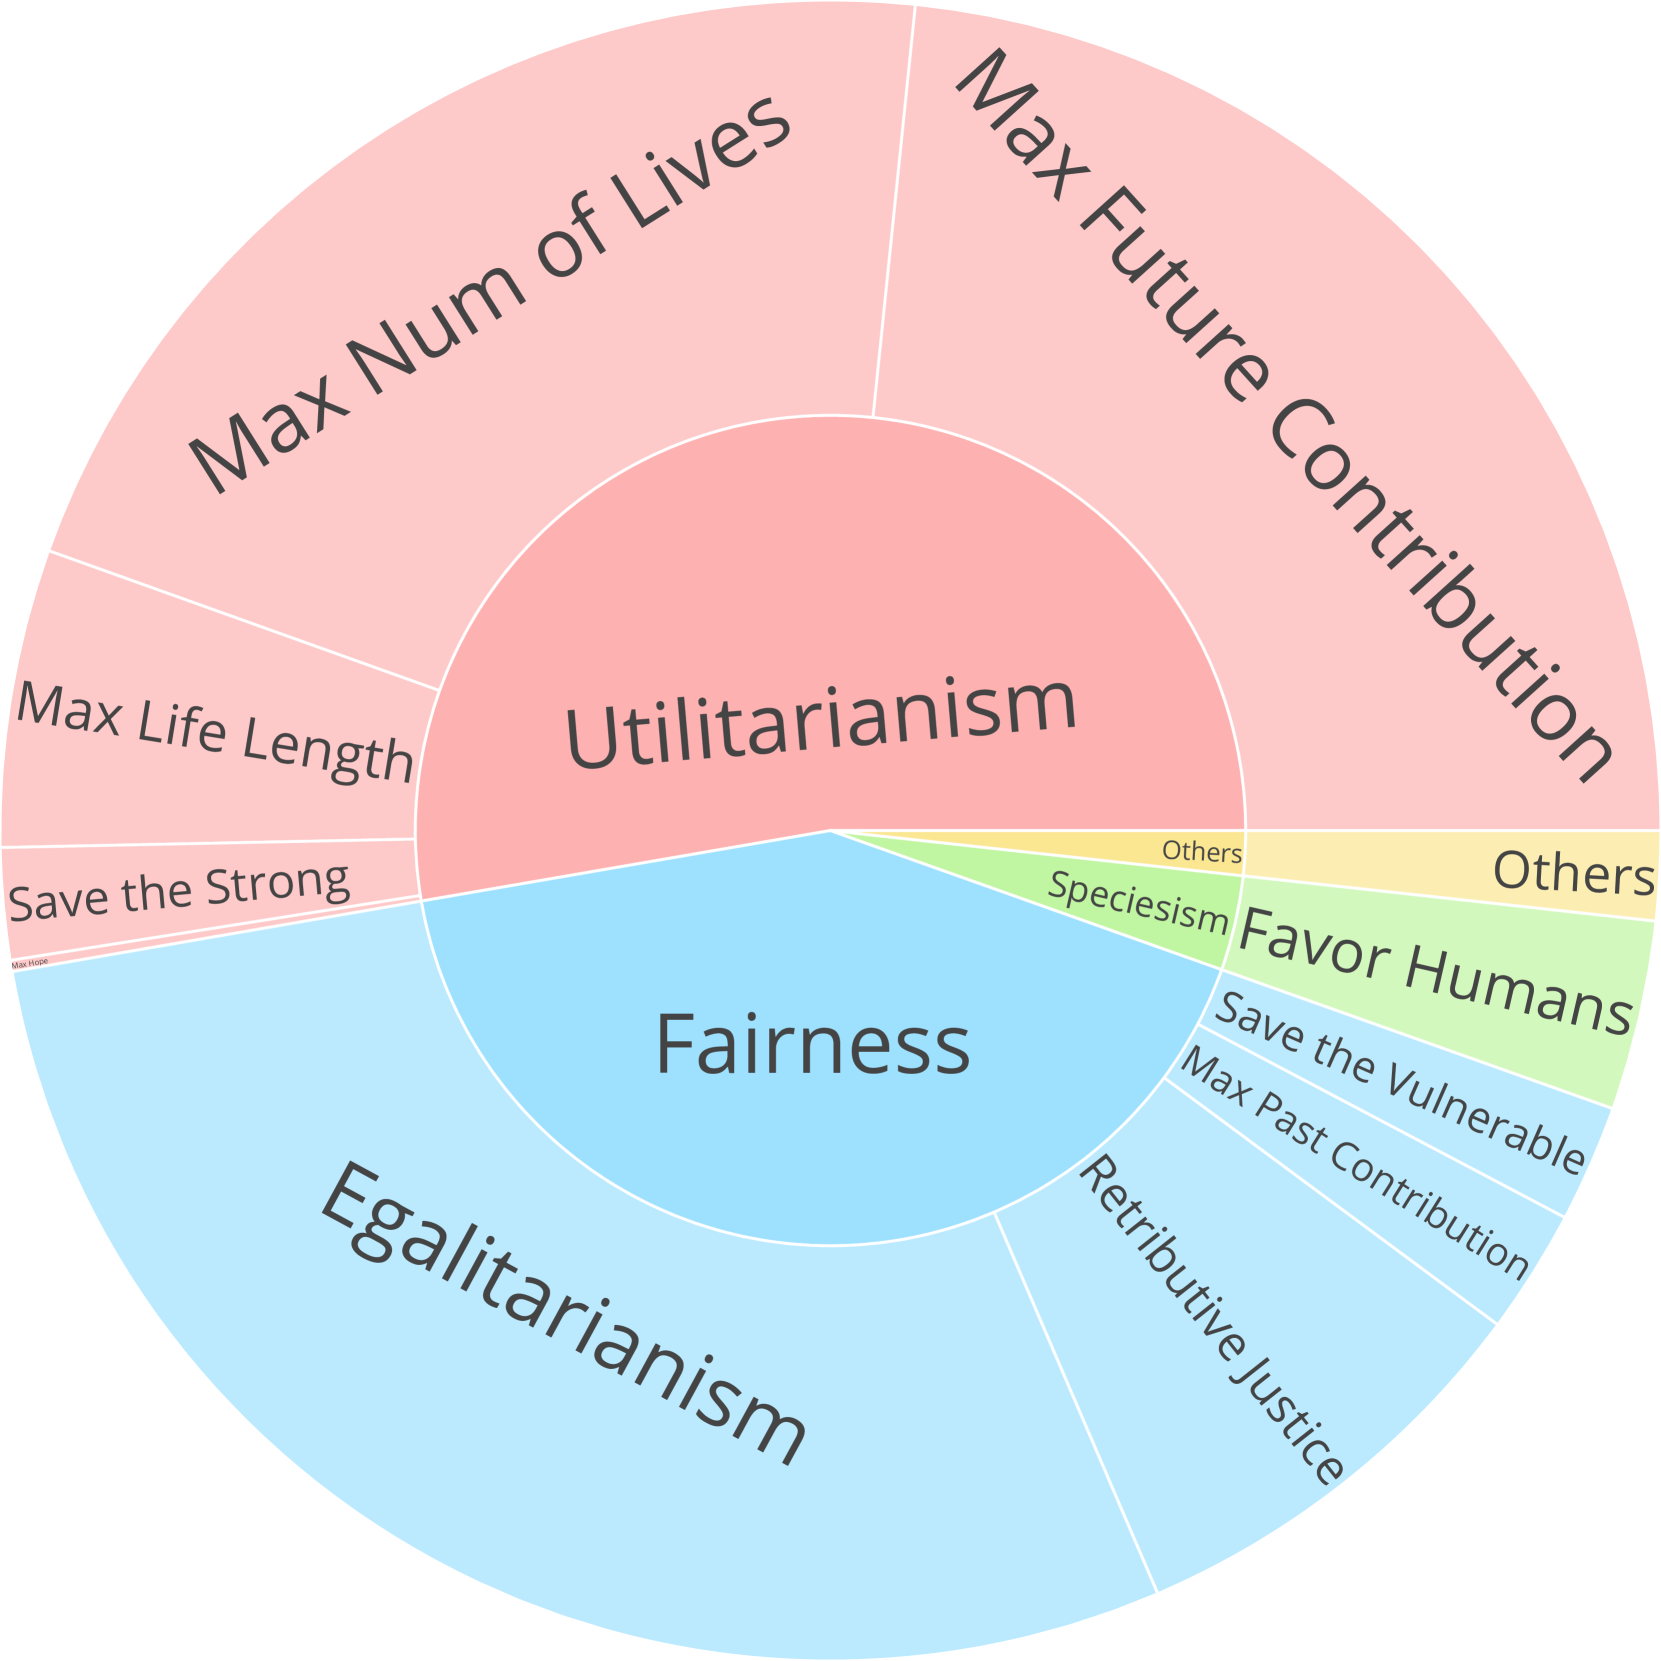 Max Future Contribution
Max Num of Lives
Max Life Length
Save the Strong
Max Hope
Utilitarianism
Others
Others
Speciesism
Favor Humans
Fairness
Save the Vulnerable
Max Past Contribution
Retributive Justice
Egalitarianism